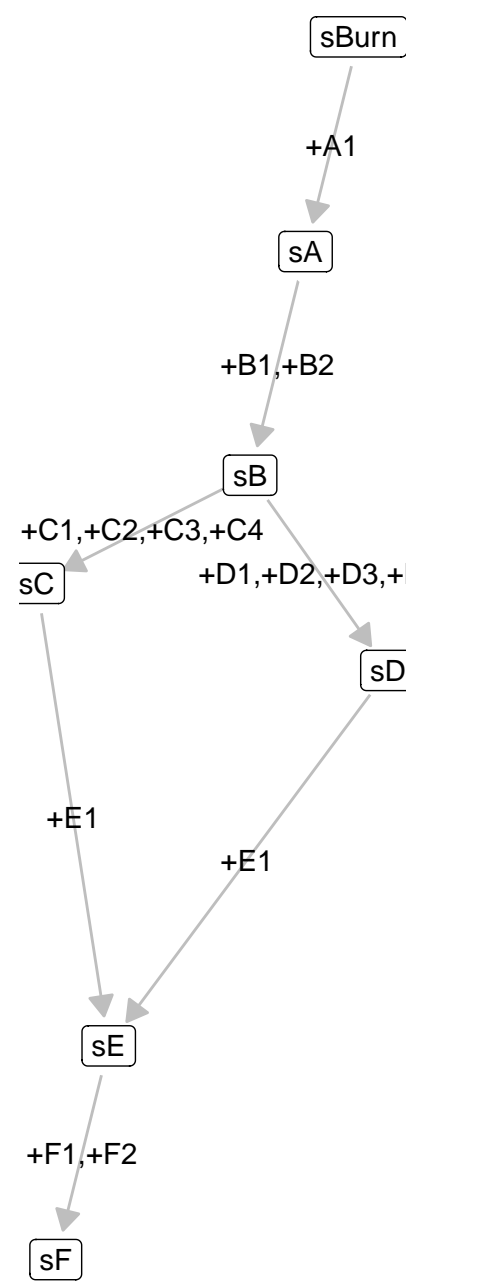 sBurn
+A1
sA
+B1,+B2
sB
+C1,+C2,+C3,+C4
+D1,+D2,+D3,+
sC
sD
+E1
+E1
sE
+F1,+F2
sF